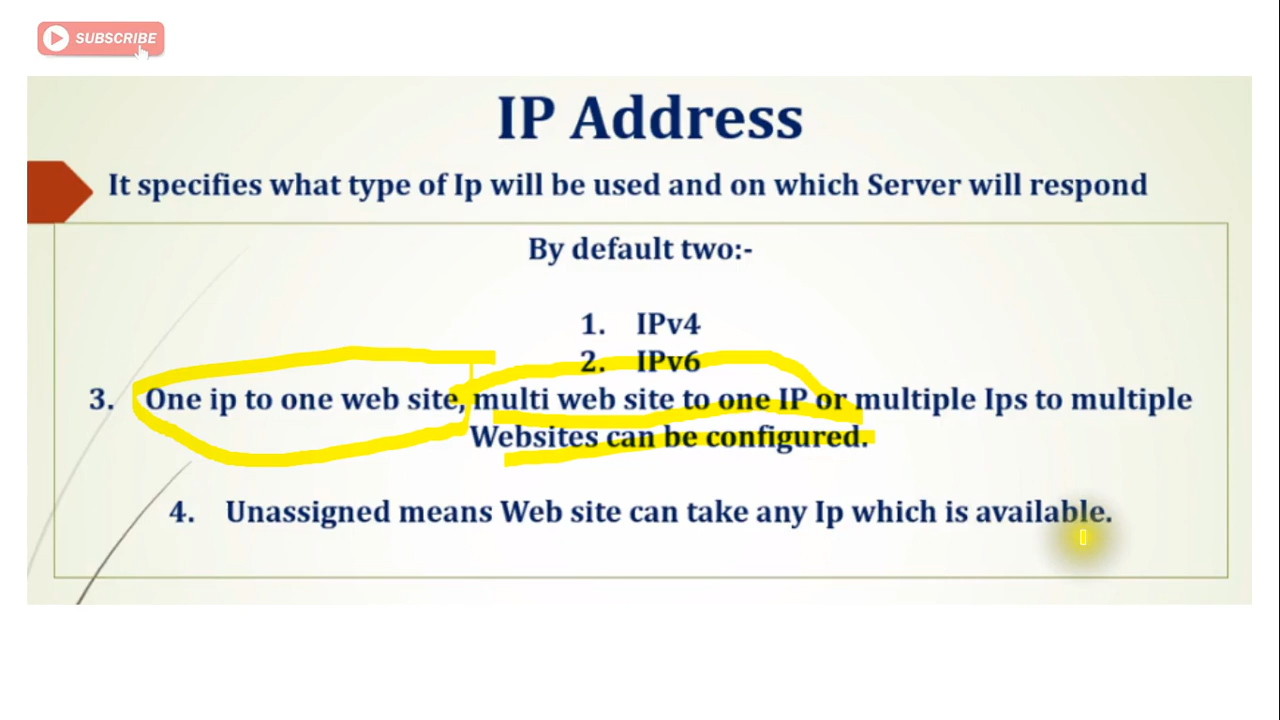 SUBSCRIBE
IP Address
It specifies what type of Ip will be used and on which Server will respond
By default two:-
1. IPv4
2. IPv6
3. One ip to one web site, multi web site to one IP or multiple Ips to multiple
Websites can be configured.
4. Unassigned means Web site can take any Ip which is available.